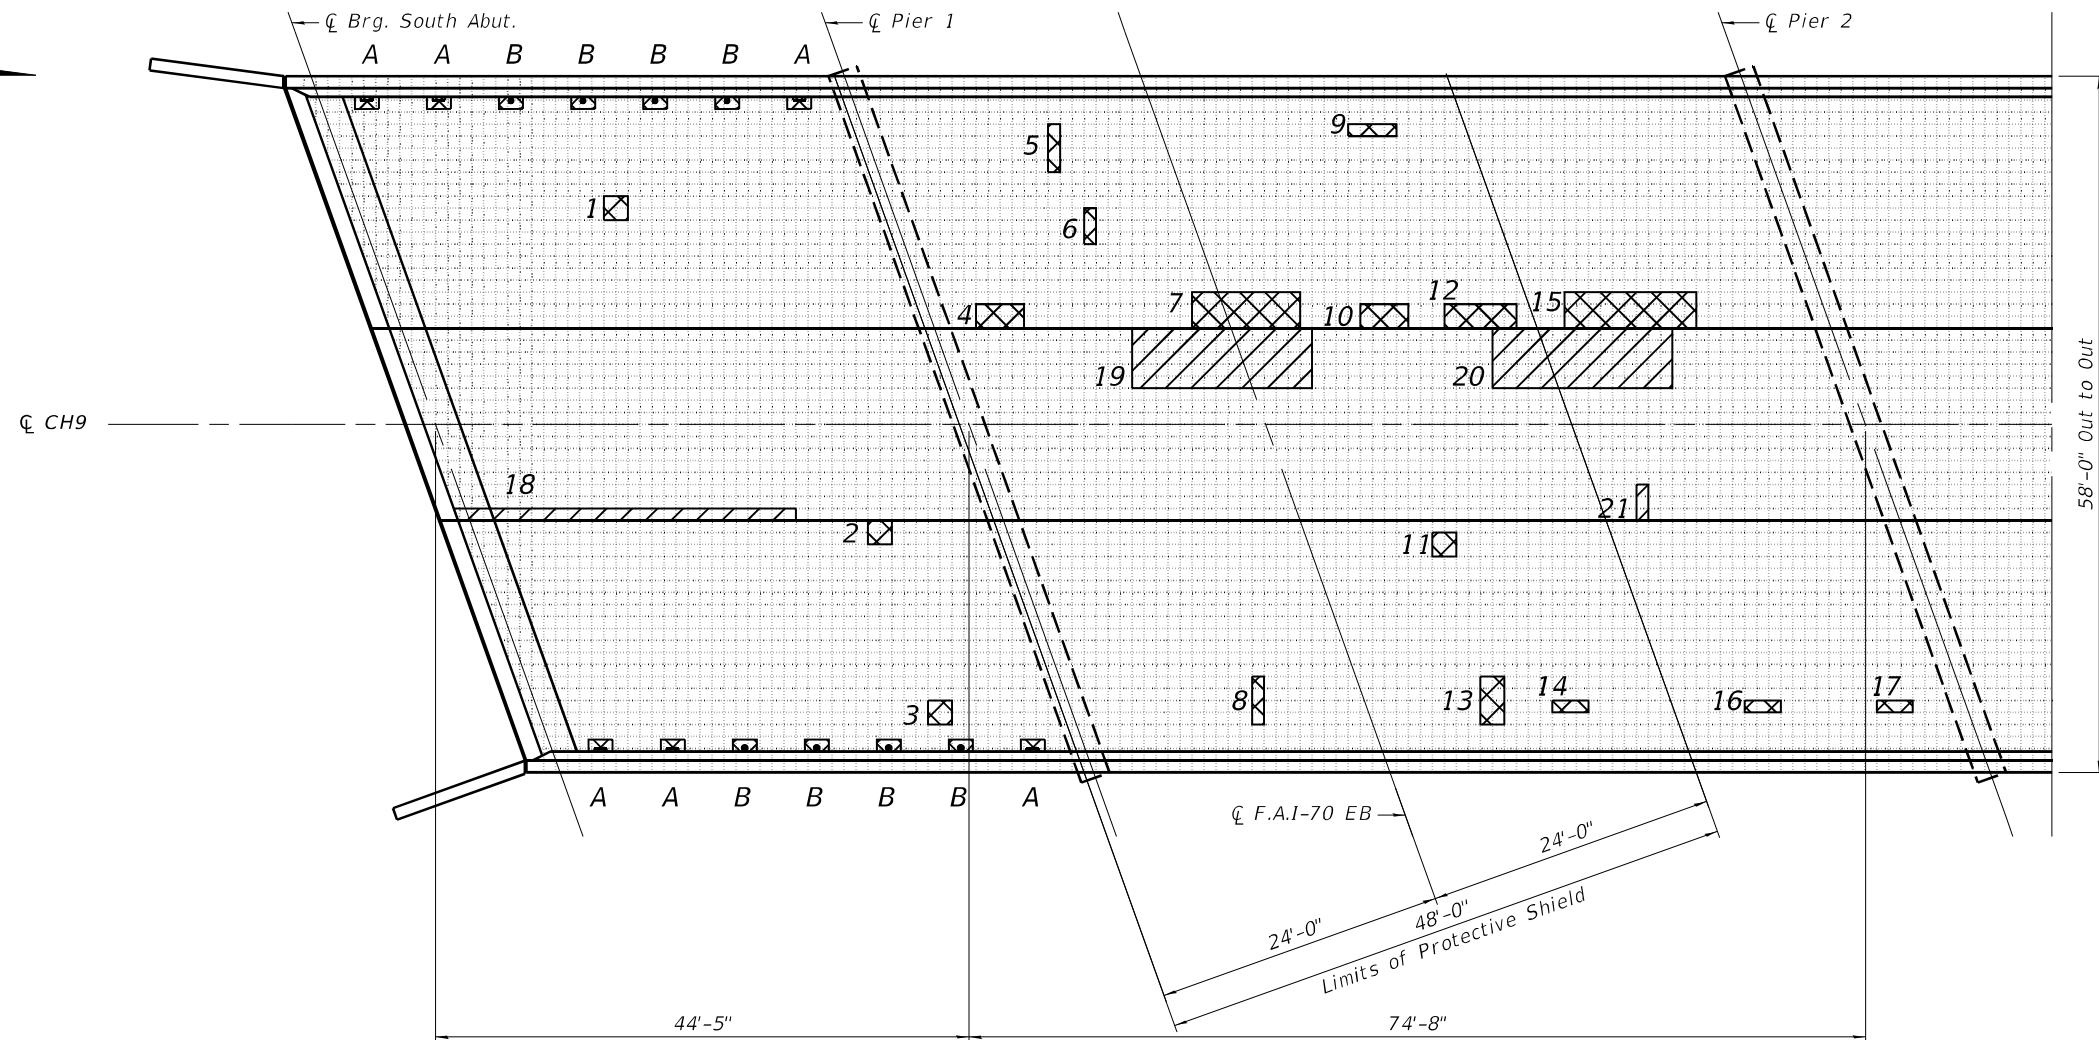 ℄ Brg. South Abut.
℄ Pier 1
℄ Pier 2
A A B B B B A
9
5
1
6
4
7
10
12
15
19
20
℄ CH9
58'-0" Out to Out
18
2
21
11
3
8
13
14
16
17
A A B B B B A
℄ F.A.I-70 EB
24'-0"
24'-0"
48'-0"
Limits of Protective Shield
44'-5"
74'-8"